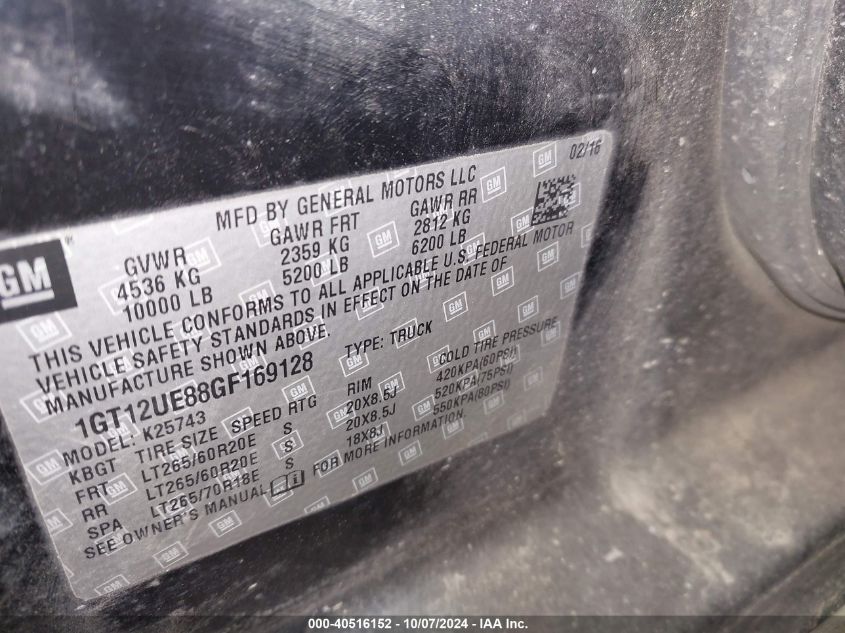 GM
®
MFD BY GENERAL MOTORS LLC 02/16
GVWR GAWR FRT GAWR RR
4536 KG 2359 KG 2812 KG
10000 LB 5200 LB 6200 LB
THIS VEHICLE CONFORMS TO ALL APPLICABLE U.S. FEDERAL MOTOR
VEHICLE SAFETY STANDARDS IN EFFECT ON THE DATE OF
MANUFACTURE SHOWN ABOVE.
1GT12UE88GF169128 TYPE: TRUCK
MODEL: K25743
KBGT TIRE SIZE SPEED RTG RIM COLD TIRE PRESSURE
FRT LT265/60R20E S 20X8.5J 420KPA(60PSI)
RR LT265/60R20E S 20X8.5J 520KPA(75PSI)
SPA LT265/70R18E S 18X8J 550KPA(80PSI)
SEE OWNER'S MANUAL FOR MORE INFORMATION.
000-40516152 - 10/07/2024 - IAA Inc.